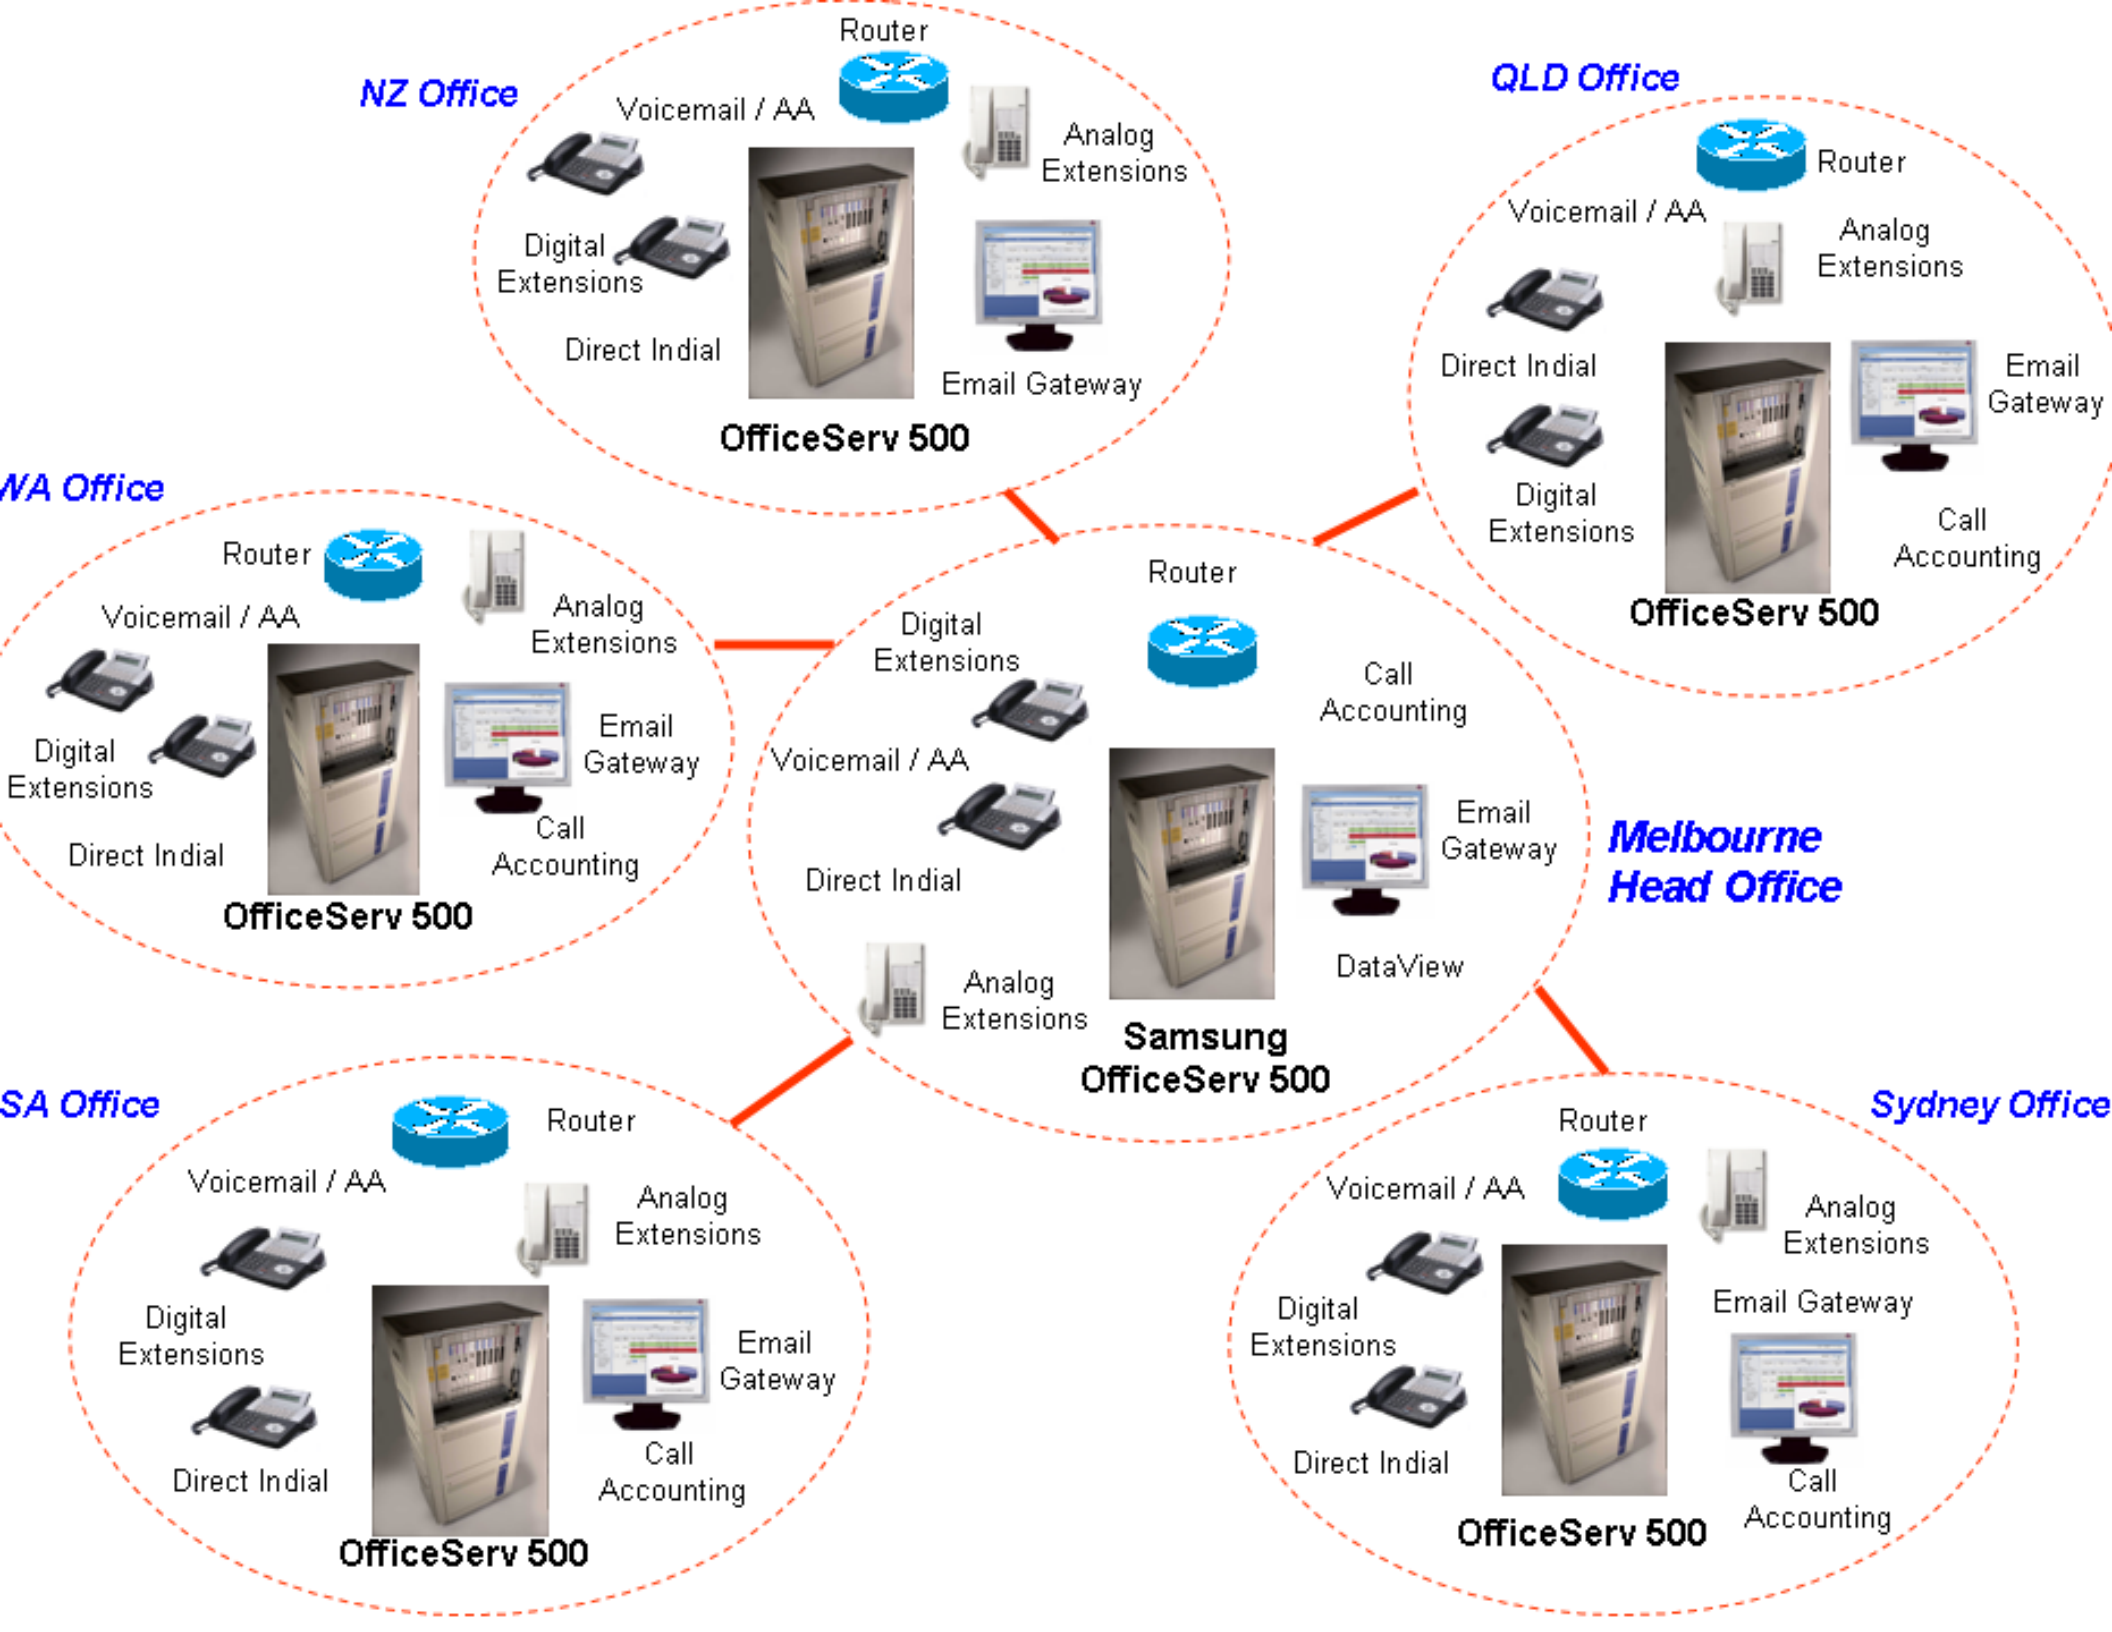 NZ Office
Router
Voicemail / AA
Analog
Extensions
Digital
Extensions
Direct Indial
Email Gateway
OfficeServ 500
QLD Office
Router
Voicemail / AA
Analog
Extensions
Direct Indial
Email
Gateway
Digital
Extensions
Call
Accounting
OfficeServ 500
WA Office
Router
Analog
Extensions
Voicemail / AA
Email
Gateway
Digital
Extensions
Call
Accounting
Direct Indial
OfficeServ 500
Router
Digital
Extensions
Call
Accounting
Voicemail / AA
Email
Gateway
Direct Indial
DataView
Analog
Extensions
Samsung
OfficeServ 500
Melbourne
Head Office
SA Office
Router
Voicemail / AA
Analog
Extensions
Digital
Extensions
Email
Gateway
Direct Indial
Call
Accounting
OfficeServ 500
Sydney Office
Router
Voicemail / AA
Analog
Extensions
Digital
Extensions
Email Gateway
Direct Indial
Call
Accounting
OfficeServ 500